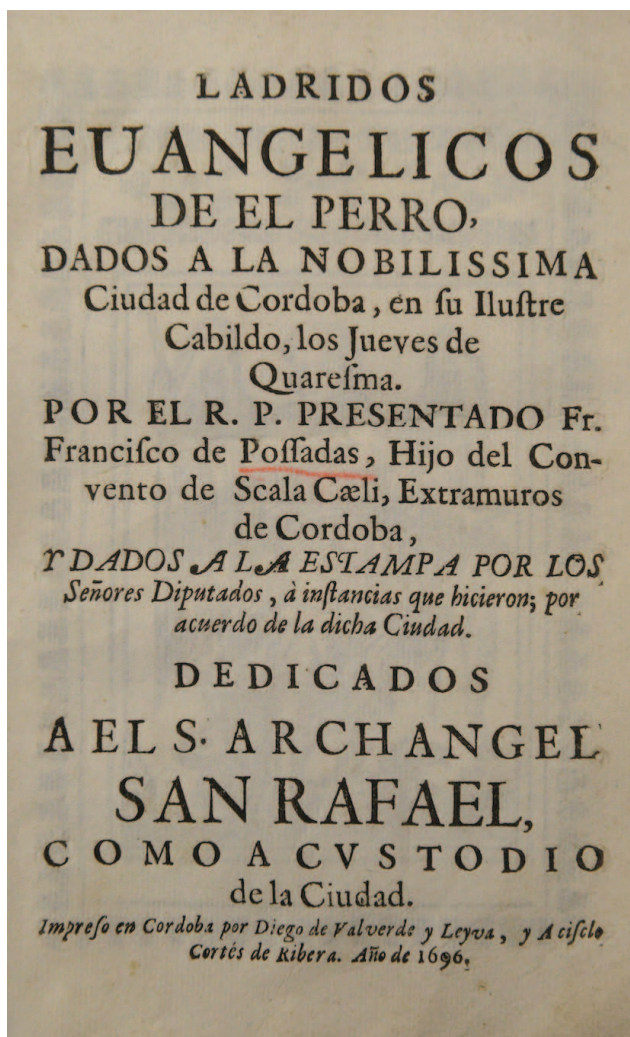 LADRIDOS
EUANGELICOS
DE EL PERRO,
DADOS A LA NOBILISSIMA
Ciudad de Cordoba, en ſu Iluſtre
Cabildo, los Jueves de
Quareſma.
POR EL R. P. PRESENTADO Fr.
Franciſco de Poſſadas, Hijo del Con-
vento de Scala Cæli, Extramuros
de Cordoba,
Y DADOS A LA ESTAMPA POR LOS
Señores Diputados, à inſtancias que hicieron; por
acuerdo de la dicha Ciudad.
DEDICADOS
A EL S. ARCHANGEL
SAN RAFAEL,
COMO A CVSTODIO
de la Ciudad.
Impreſo en Cordoba por Diego de Valverde y Leyva, y Aciſclo
Cortés de Ribera. Año de 1696.